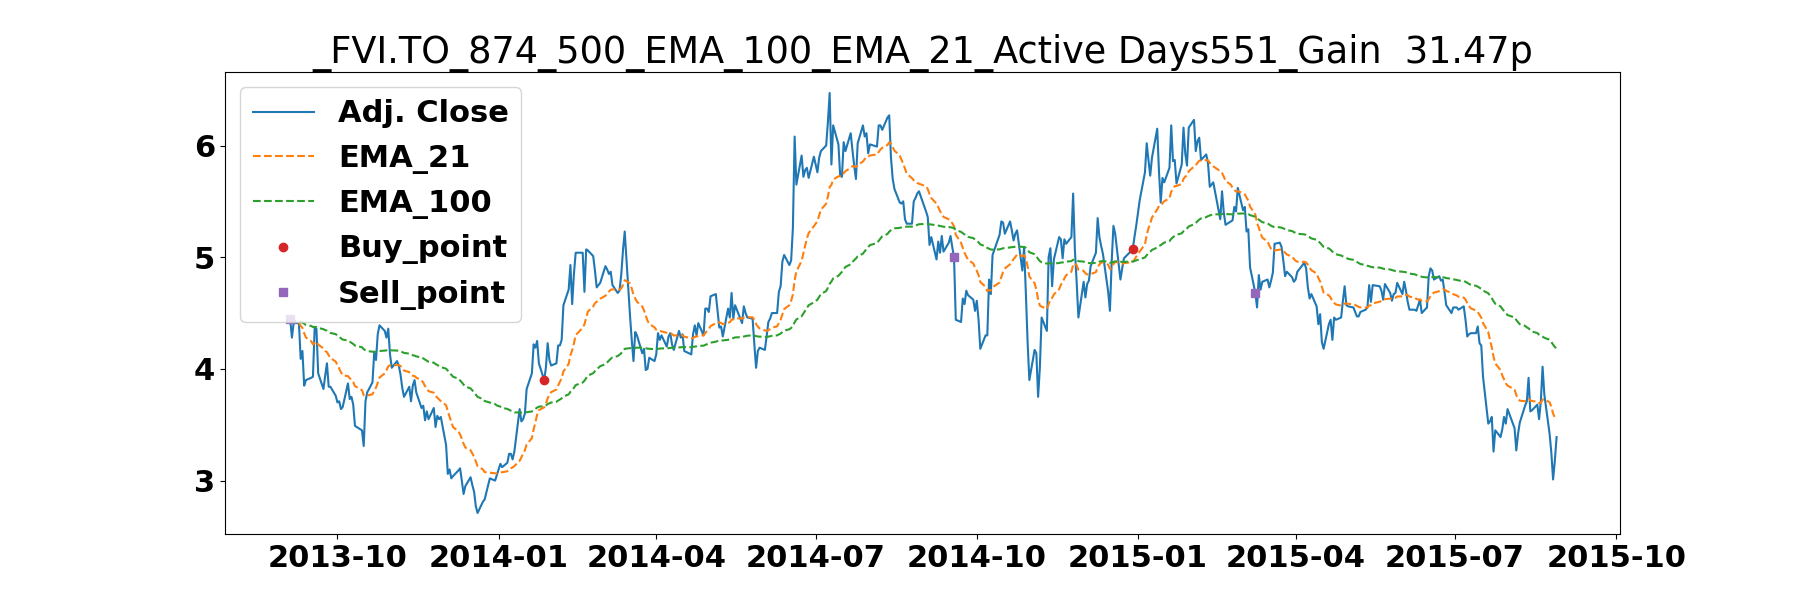 _FVI.TO_874_500_EMA_100_EMA_21_Active Days551_Gain  31.47p
Adj. Close
EMA_21
EMA_100
Buy_point
Sell_point
6
5
4
3
2013-10 2014-01 2014-04 2014-07 2014-10 2015-01 2015-04 2015-07 2015-10